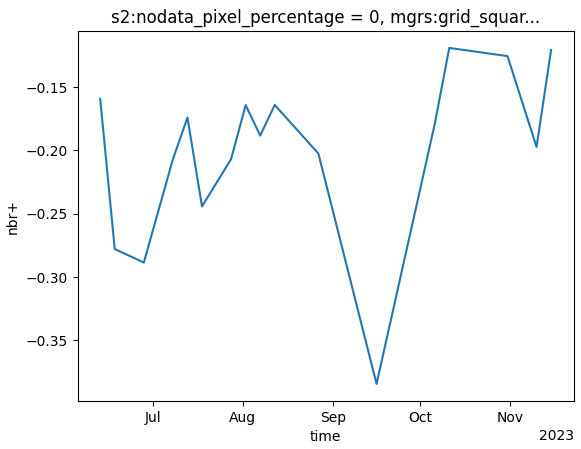 s2:nodata_pixel_percentage = 0, mgrs:grid_squar...
nbr+
−0.15
−0.20
−0.25
−0.30
−0.35
Jul
Aug
Sep
Oct
Nov
time
2023